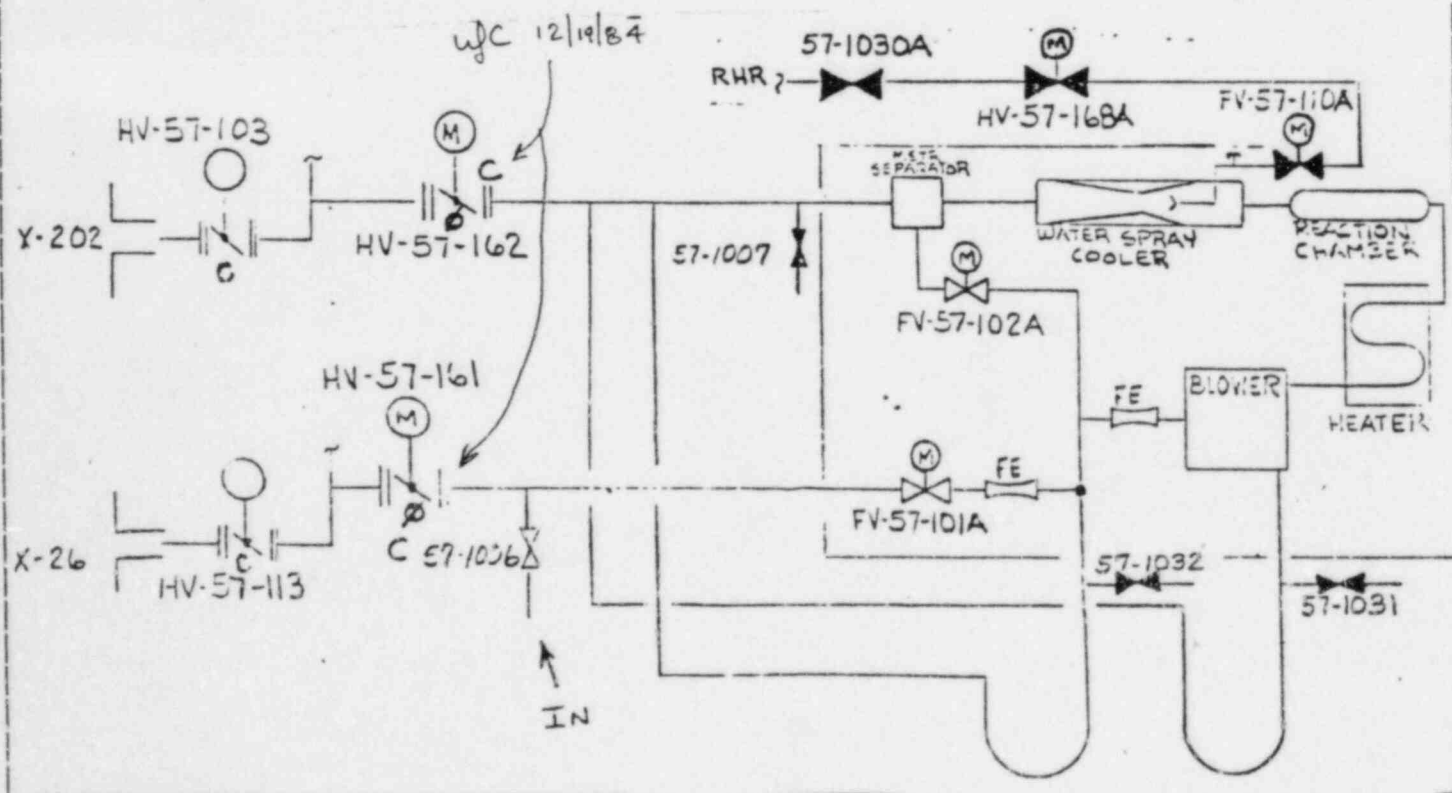 12/19/84
57-1030A
RHR
M
HV-57-168A
FV-57-110A
M
HV-57-103
M
C
SEPARATOR
X-202
C
HV-57-162
57-1007
WATER SPRAY
COOLER
REACTION
CHAMBER
M
FV-57-102A
HV-57-161
M
FE
BLOWER
HEATER
M
FE
FV-57-101A
X-26
C
HV-57-113
C
57-1036
57-1032
57-1031
IN